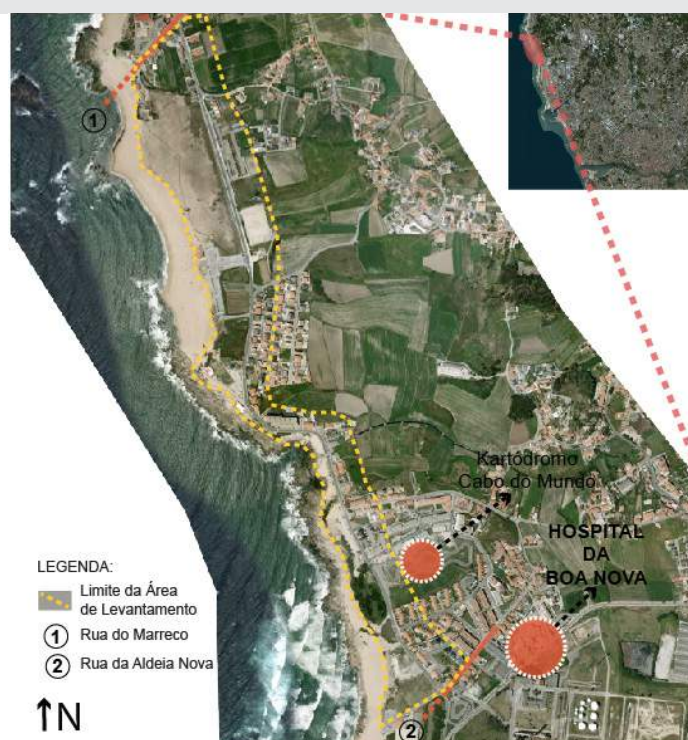 1
Kartódromo
Cabo do Mundo
HOSPITAL
DA
BOA NOVA
LEGENDA:
Limite da Área
de Levantamento
1 Rua do Marreco
2 Rua da Aldeia Nova
N
2